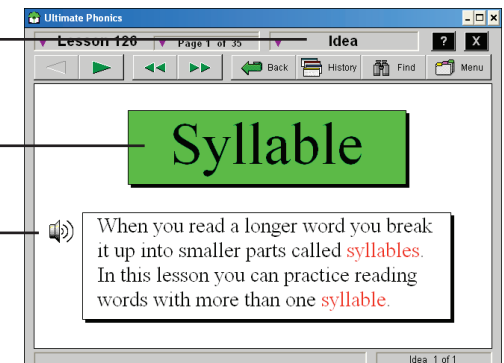 Ultimate Phonics
Lesson 126 Page 1 of 35 Idea ? X
Back History Find Menu
Syllable
When you read a longer word you break
it up into smaller parts called syllables.
In this lesson you can practice reading
words with more than one syllable.
Idea 1 of 1